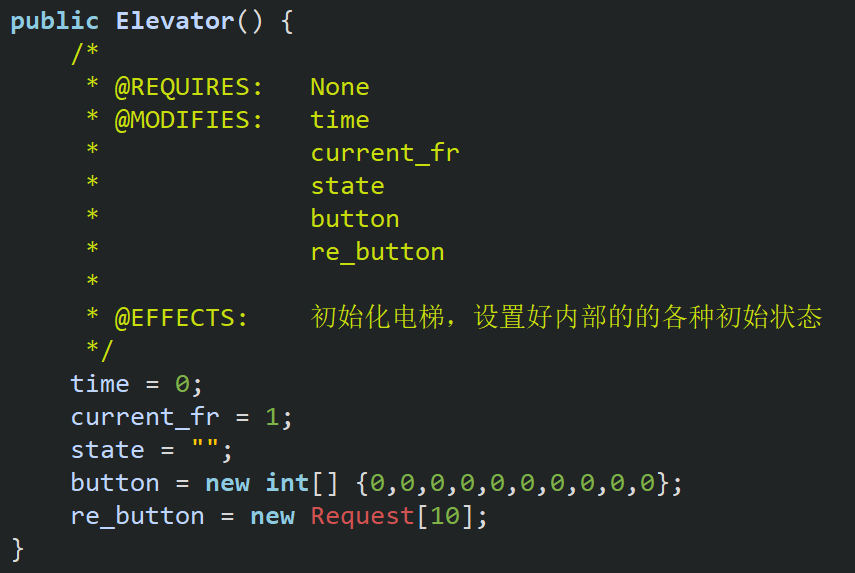 public Elevator() {
    /*
     * @REQUIRES:   None
     * @MODIFIES:   time
     *              current_fr
     *              state
     *              button
     *              re_button
     *
     * @EFFECTS:    初始化电梯，设置好内部的的各种初始状态
     */
    time = 0;
    current_fr = 1;
    state = "";
    button = new int[] {0,0,0,0,0,0,0,0,0,0};
    re_button = new Request[10];
}